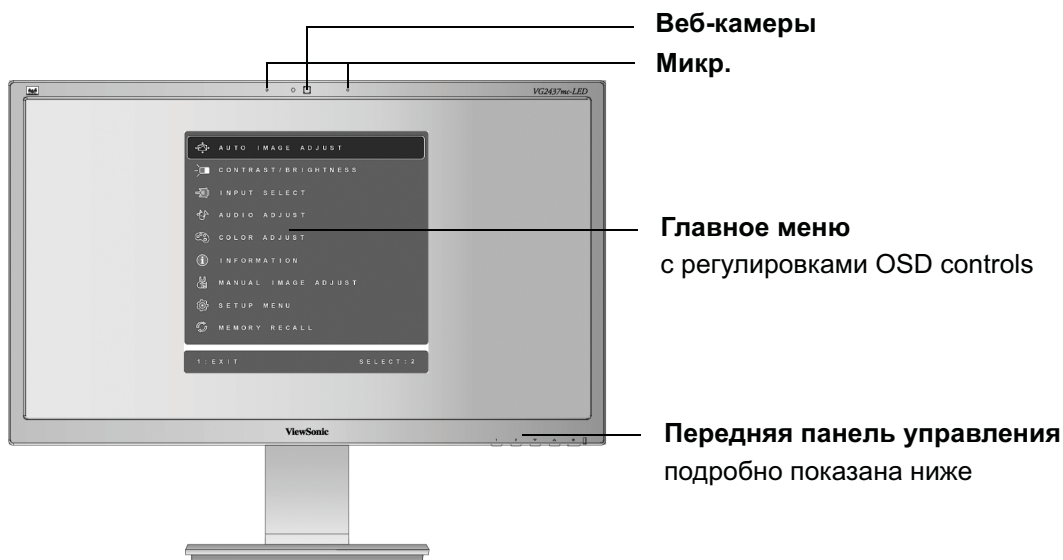 Веб-камеры
Микр.
VG2437mc-LED
AUTO IMAGE ADJUST
CONTRAST/BRIGHTNESS
INPUT SELECT
AUDIO ADJUST
COLOR ADJUST
INFORMATION
MANUAL IMAGE ADJUST
SETUP MENU
MEMORY RECALL
1:EXIT SELECT:2
Главное меню
с регулировками OSD controls
ViewSonic
1 2
Передняя панель управления
подробно показана ниже